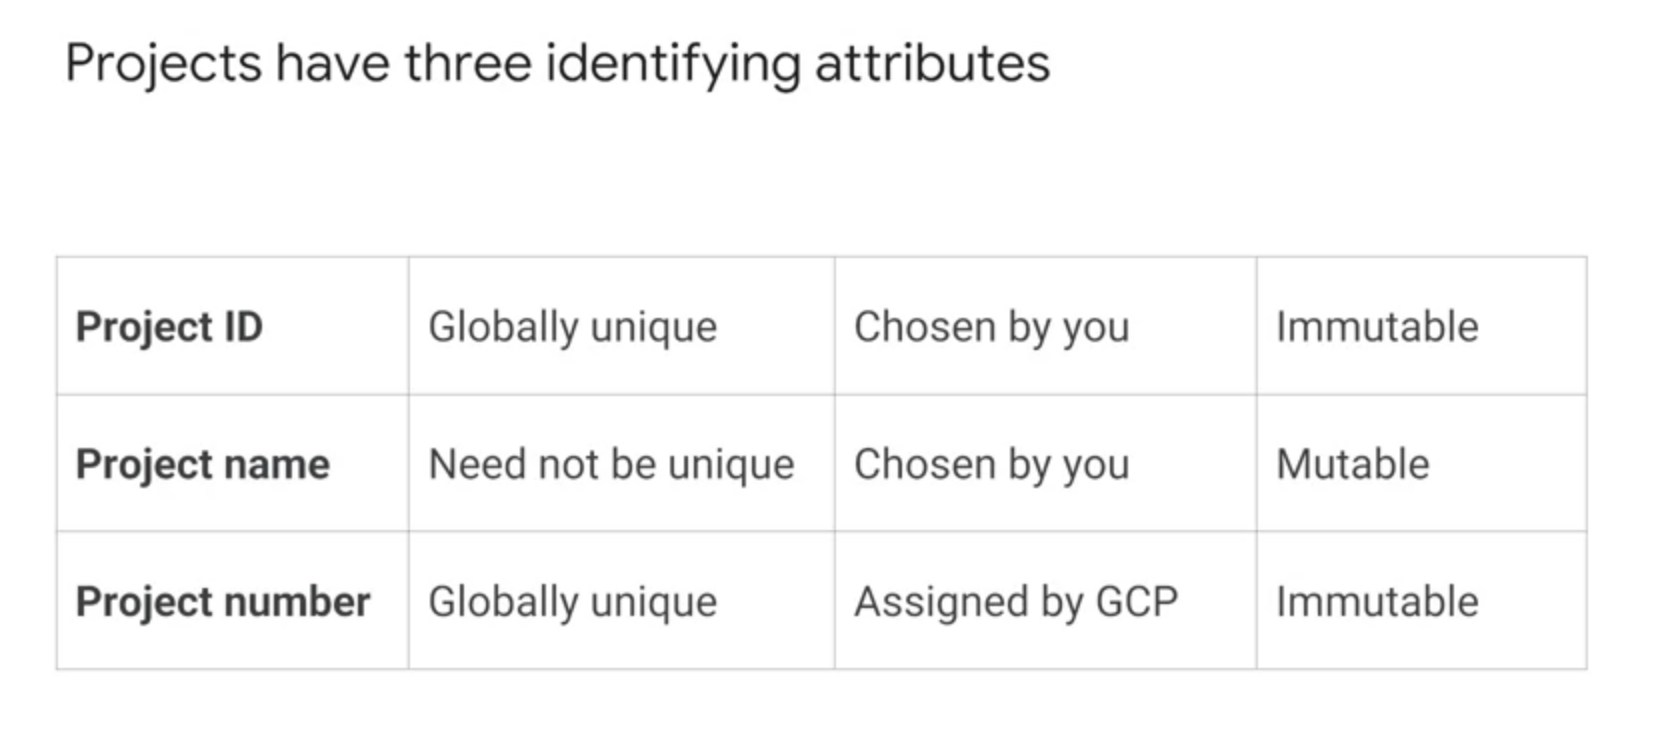 Projects have three identifying attributes
Project ID Globally unique Chosen by you Immutable
Project name Need not be unique Chosen by you Mutable
Project number Globally unique Assigned by GCP Immutable